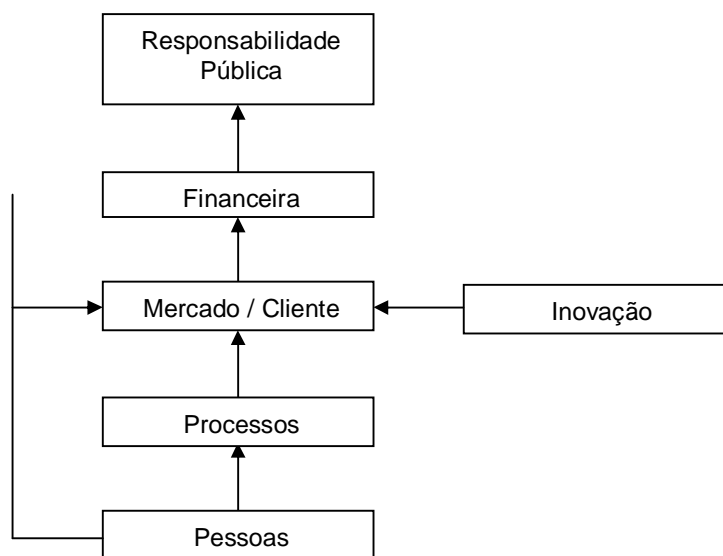 Responsabilidade
Pública
Financeira
Mercado / Cliente
Inovação
Processos
Pessoas